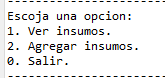 --------------------
Escoja una opcion:
1. Ver insumos.
2. Agregar insumos.
0. Salir.
--------------------